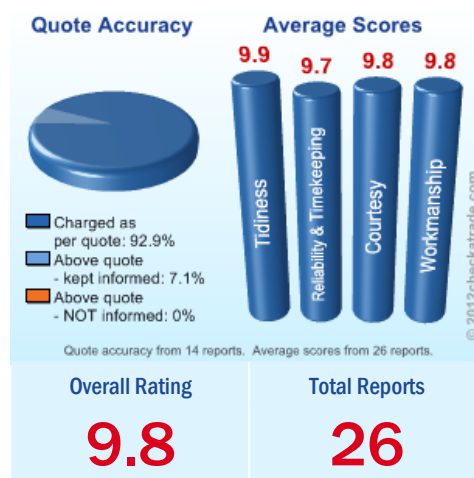 Quote Accuracy
Average Scores
9.9
9.7
9.8
9.8
Tidiness
Reliability & Timekeeping
Courtesy
Workmanship
Charged as
per quote: 92.9%
Above quote
- kept informed: 7.1%
Above quote
- NOT informed: 0%
© 2012checkatrade.com
Quote accuracy from 14 reports. Average scores from 26 reports.
Overall Rating
Total Reports
9.8
26